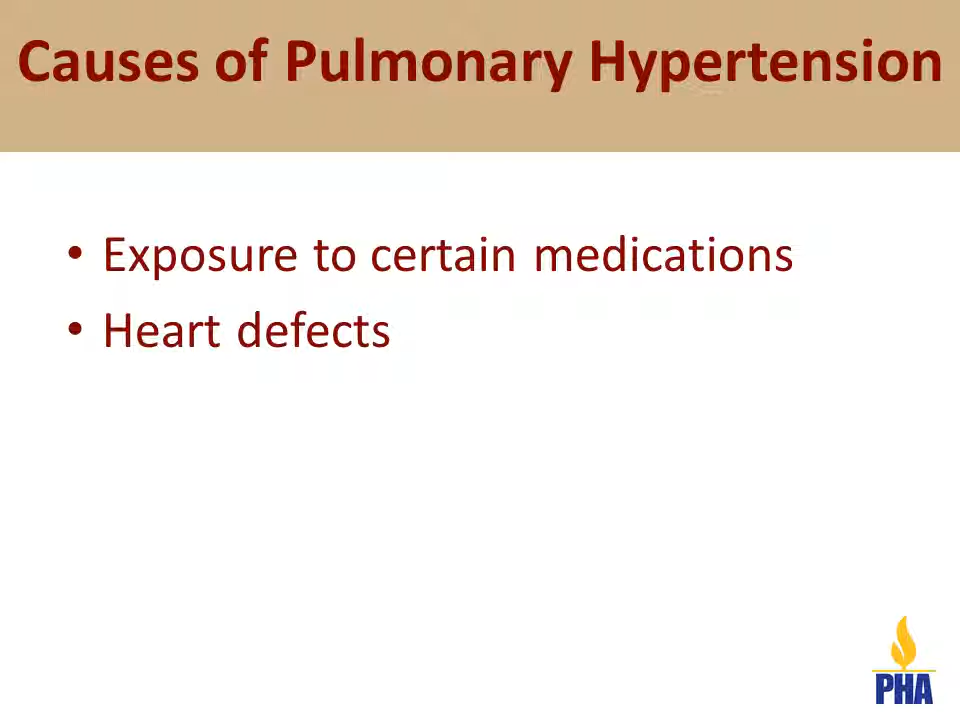 Causes of Pulmonary Hypertension
• Exposure to certain medications
• Heart defects
PHA